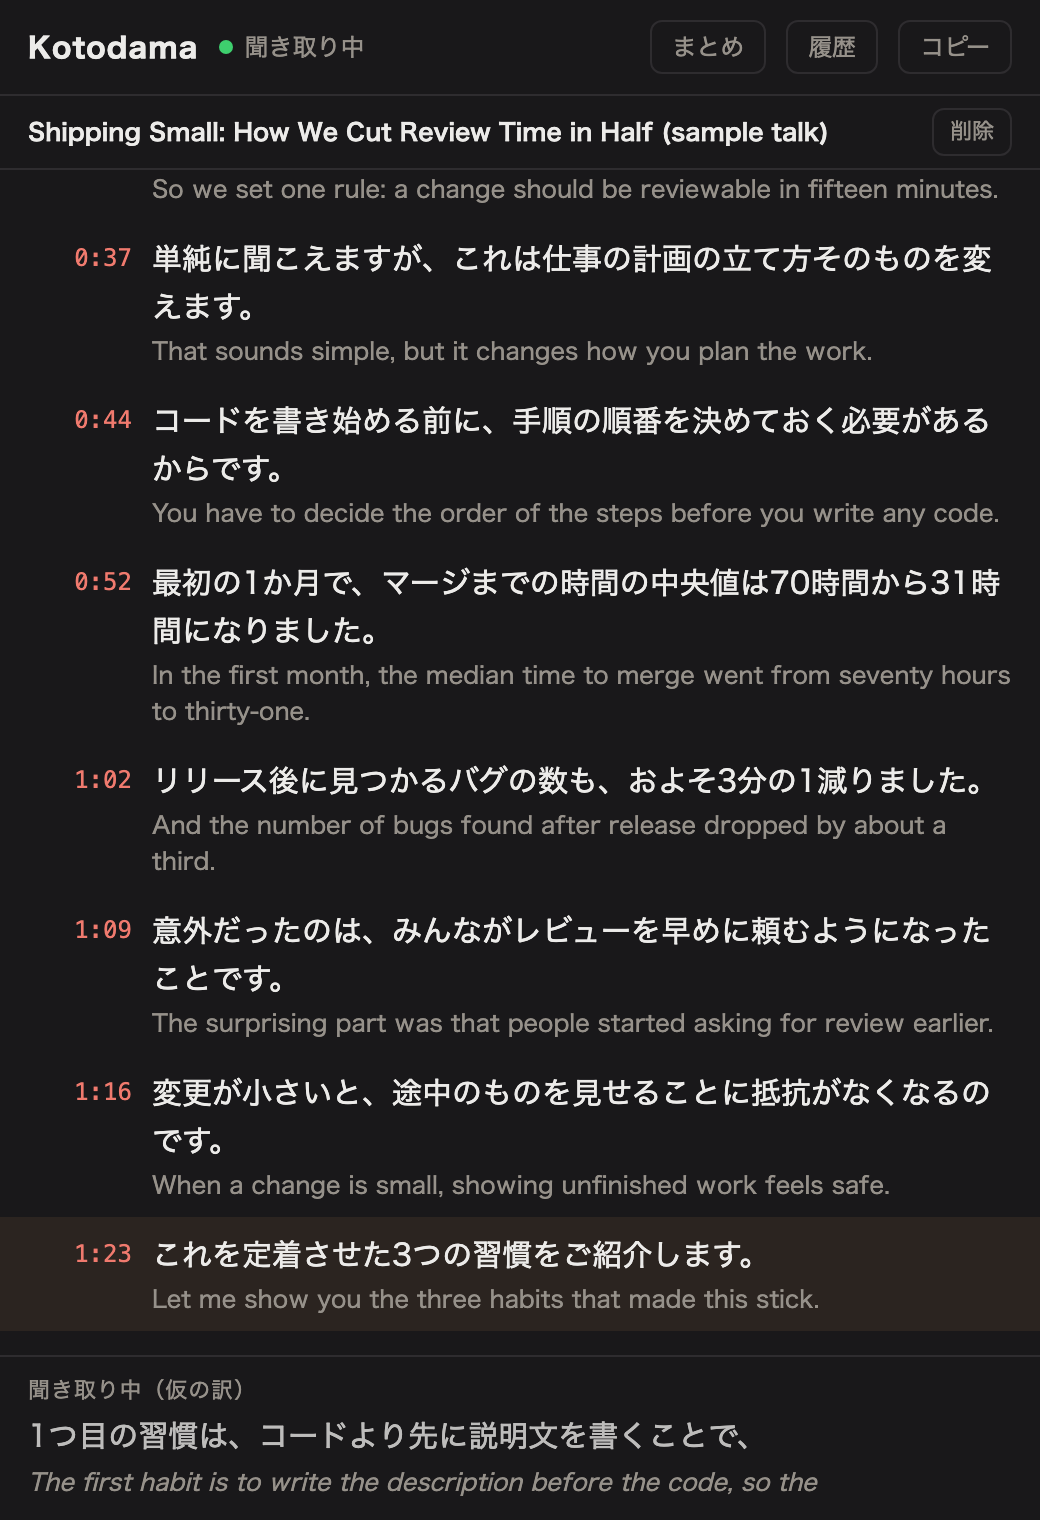 Kotodama
聞き取り中
まとめ
履歴
コピー
Shipping Small: How We Cut Review Time in Half (sample talk)
削除
So we set one rule: a change should be reviewable in fifteen minutes.
0:37
単純に聞こえますが、これは仕事の計画の立て方そのものを変
えます。
That sounds simple, but it changes how you plan the work.
0:44
コードを書き始める前に、手順の順番を決めておく必要がある
からです。
You have to decide the order of the steps before you write any code.
0:52
最初の1か月で、マージまでの時間の中央値は70時間から31時
間になりました。
In the first month, the median time to merge went from seventy hours
to thirty-one.
1:02
リリース後に見つかるバグの数も、およそ3分の1減りました。
And the number of bugs found after release dropped by about a
third.
1:09
意外だったのは、みんながレビューを早めに頼むようになった
ことです。
The surprising part was that people started asking for review earlier.
1:16
変更が小さいと、途中のものを見せることに抵抗がなくなるの
です。
When a change is small, showing unfinished work feels safe.
1:23
これを定着させた3つの習慣をご紹介します。
Let me show you the three habits that made this stick.
聞き取り中（仮の訳）
1つ目の習慣は、コードより先に説明文を書くことで、
The first habit is to write the description before the code, so the